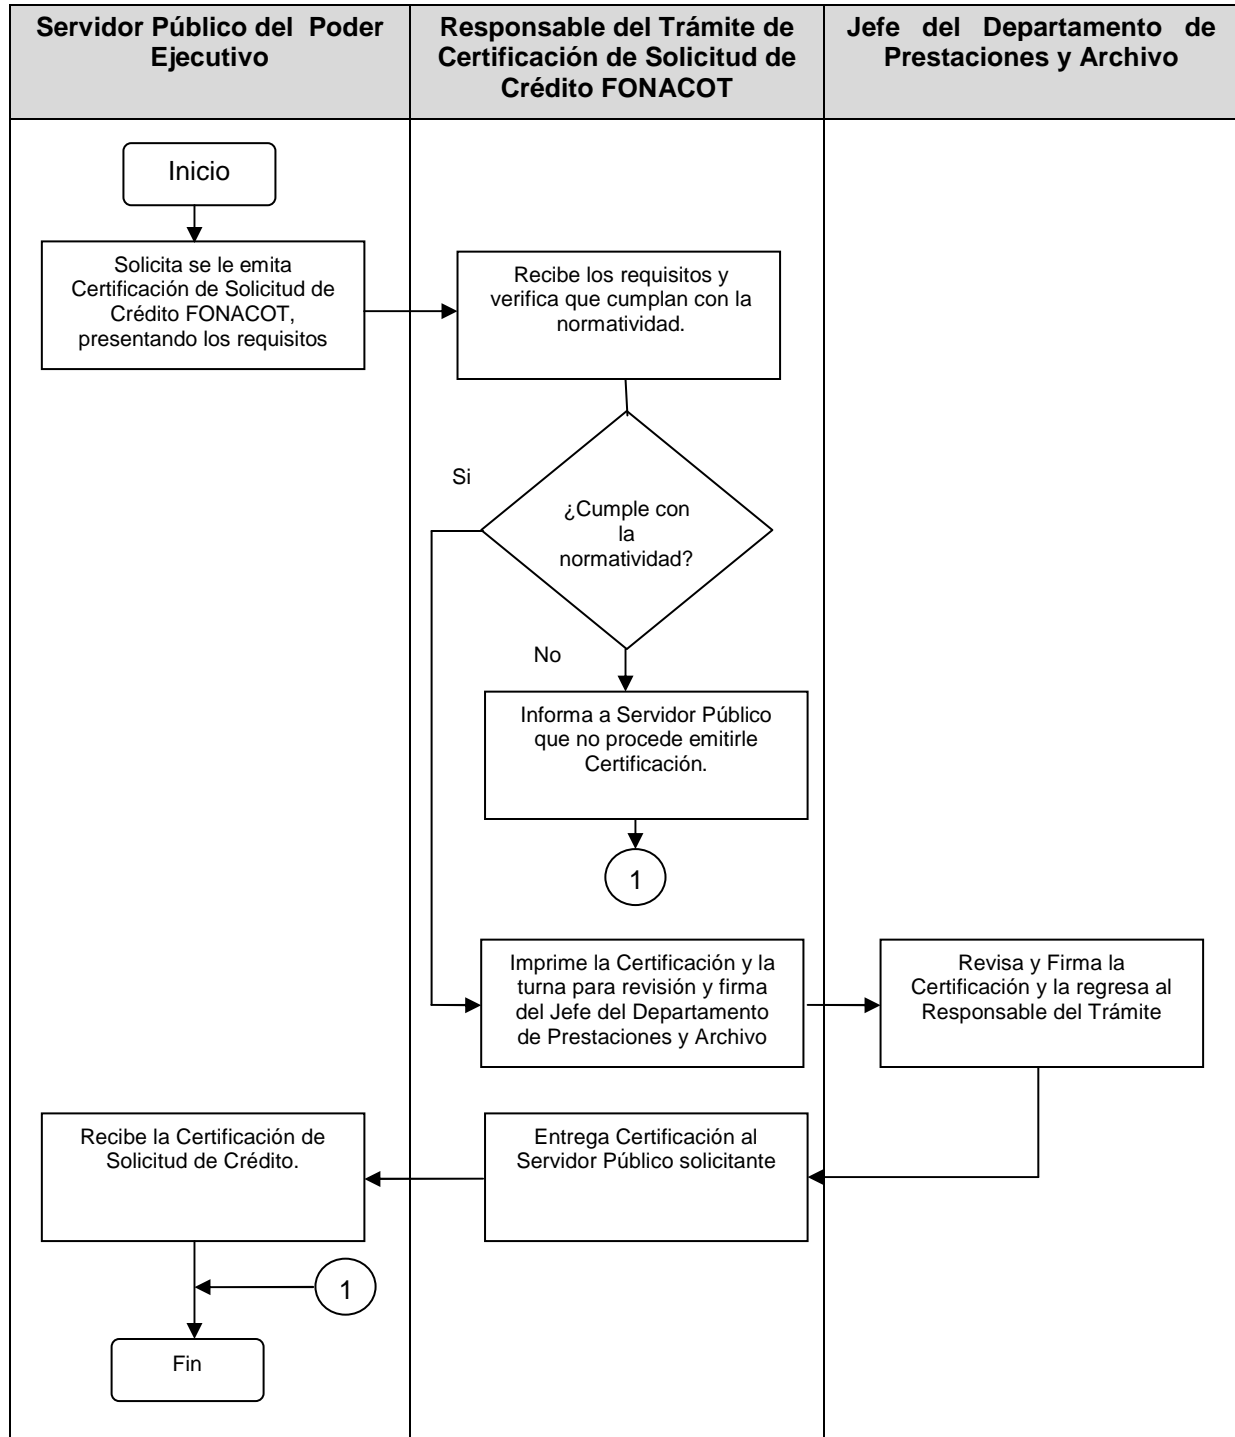 Servidor Público del Poder
Ejecutivo
Responsable del Trámite de
Certificación de Solicitud de
Crédito FONACOT
Jefe del Departamento de
Prestaciones y Archivo
Inicio
Solicita se le emita
Certificación de Solicitud de
Crédito FONACOT,
presentando los requisitos
Recibe los requisitos y
verifica que cumplan con la
normatividad.
Si
¿Cumple con
la
normatividad?
No
Informa a Servidor Público
que no procede emitirle
Certificación.
1
Imprime la Certificación y la
turna para revisión y firma
del Jefe del Departamento
de Prestaciones y Archivo
Revisa y Firma la
Certificación y la regresa al
Responsable del Trámite
Entrega Certificación al
Servidor Público solicitante
Recibe la Certificación de
Solicitud de Crédito.
1
Fin